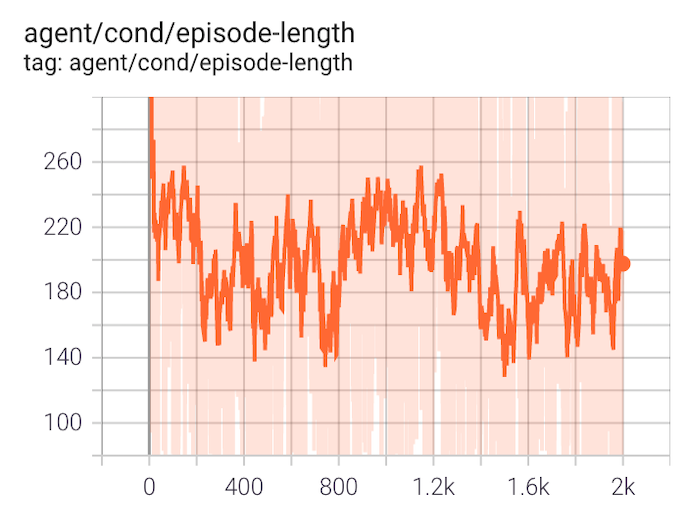 agent/cond/episode-length
tag: agent/cond/episode-length
260
220
180
140
100
0 400 800 1.2k 1.6k 2k